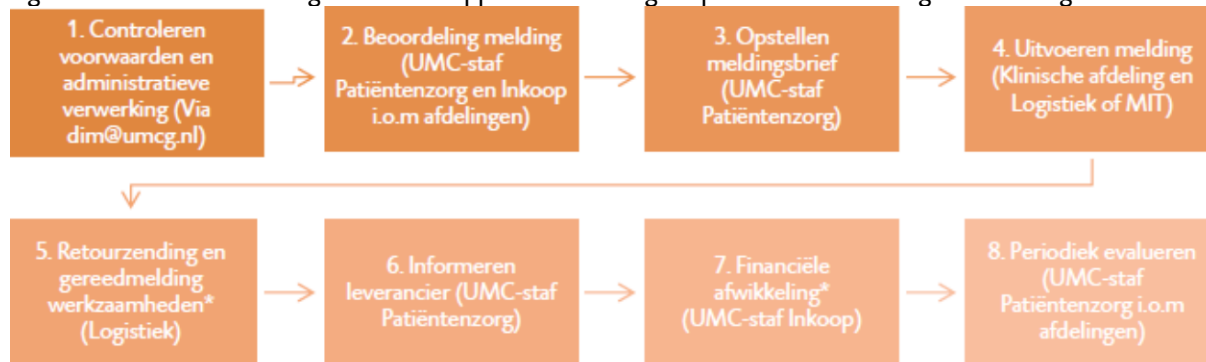 1. Controleren
voorwaarden en
administratieve
verwerking (Via
dim@umcg.nl)
2. Beoordeling melding
(UMC-staf
Patiëntenzorg en Inkoop
i.o.m afdelingen)
3. Opstellen
meldingsbrief
(UMC-staf
Patiëntenzorg)
4. Uitvoeren melding
(Klinische afdeling en
Logistiek of MIT)
5. Retourzending en
gereedmelding
werkzaamheden*
(Logistiek)
6. Informeren
leverancier (UMC-staf
Patiëntenzorg)
7. Financiële
afwikkeling*
(UMC-staf Inkoop)
8. Periodiek evalueren
(UMC-staf
Patiëntenzorg i.o.m
afdelingen)